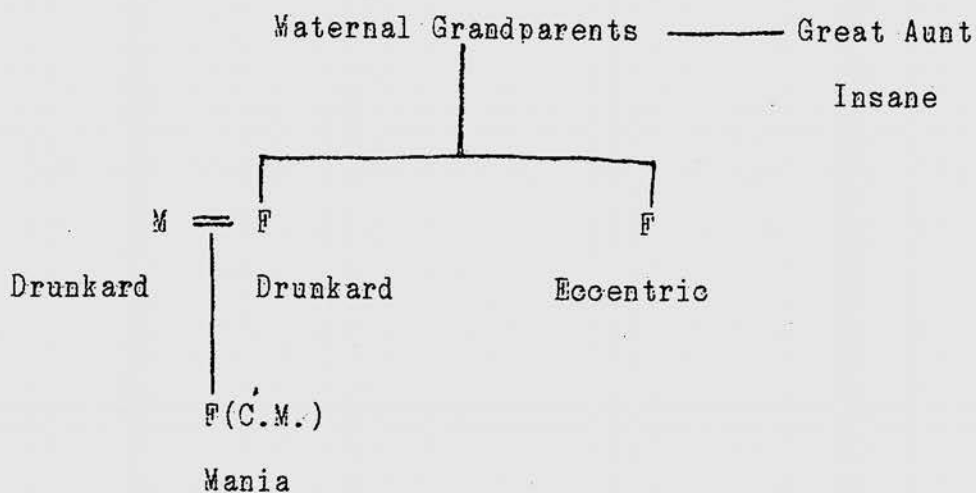 Maternal Grandparents Great Aunt
Insane
M = F F
Drunkard Drunkard Eccentric
F(C.M.)
Mania